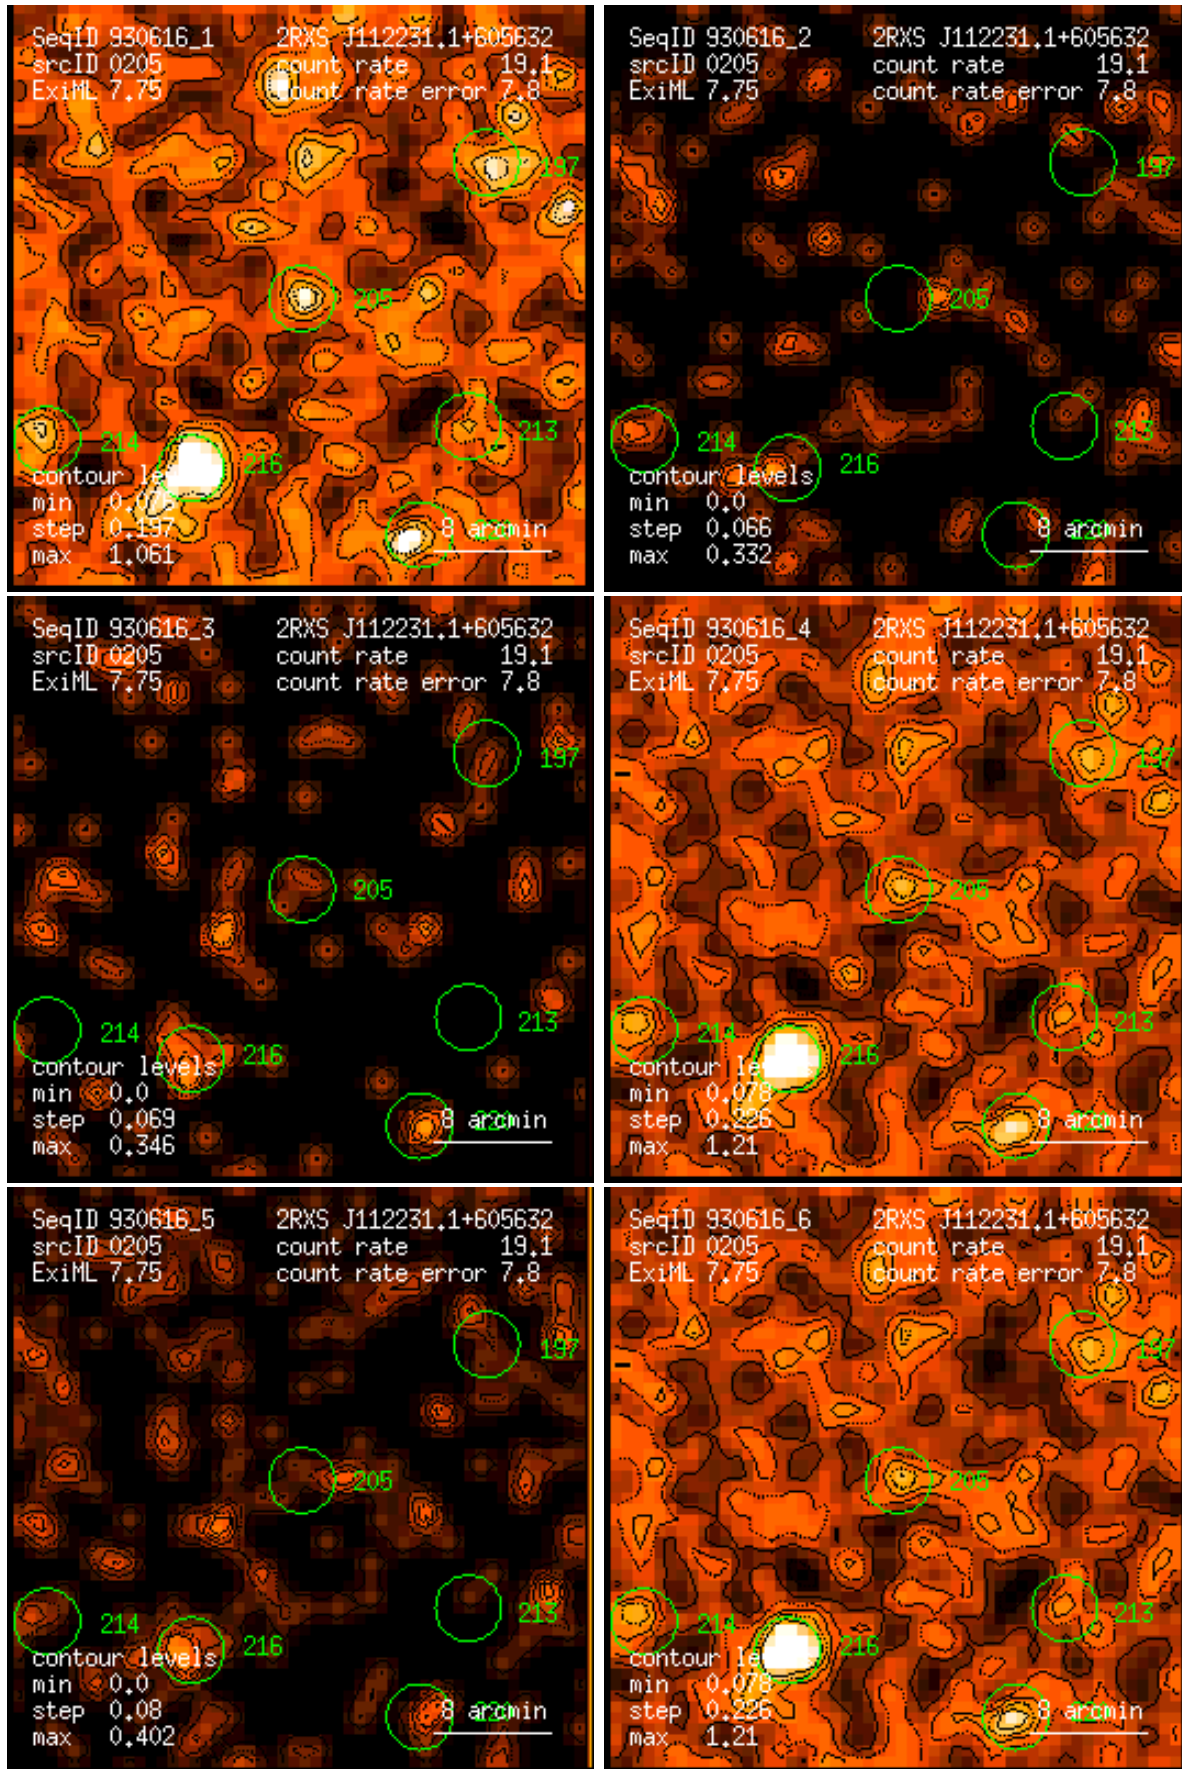 SeqID 930616_1 2RXS J112231.1+605632
srcID 0205 count rate 19.1
ExiML 7.75 count rate error 7.8
197
205
213
214
216
contour le
min 0.075
step 0.197
max 1.061
8 arcmin
SeqID 930616_2 2RXS J112231.1+605632
srcID 0205 count rate 19.1
ExiML 7.75 count rate error 7.8
197
205
213
214
216
contour levels
min 0.0
step 0.066
max 0.332
8 arcmin
SeqID 930616_3 2RXS J112231.1+605632
srcID 0205 count rate 19.1
ExiML 7.75 count rate error 7.8
197
205
213
214
216
contour levels
min 0.0
step 0.069
max 0.346
8 arcmin
SeqID 930616_4 2RXS J112231.1+605632
srcID 0205 count rate 19.1
ExiML 7.75 count rate error 7.8
197
205
213
214
216
contour le
min 0.078
step 0.226
max 1.21
8 arcmin
SeqID 930616_5 2RXS J112231.1+605632
srcID 0205 count rate 19.1
ExiML 7.75 count rate error 7.8
197
205
213
214
216
contour levels
min 0.0
step 0.08
max 0.402
8 arcmin
SeqID 930616_6 2RXS J112231.1+605632
srcID 0205 count rate 19.1
ExiML 7.75 count rate error 7.8
197
205
213
214
216
contour le
min 0.078
step 0.226
max 1.21
8 arcmin